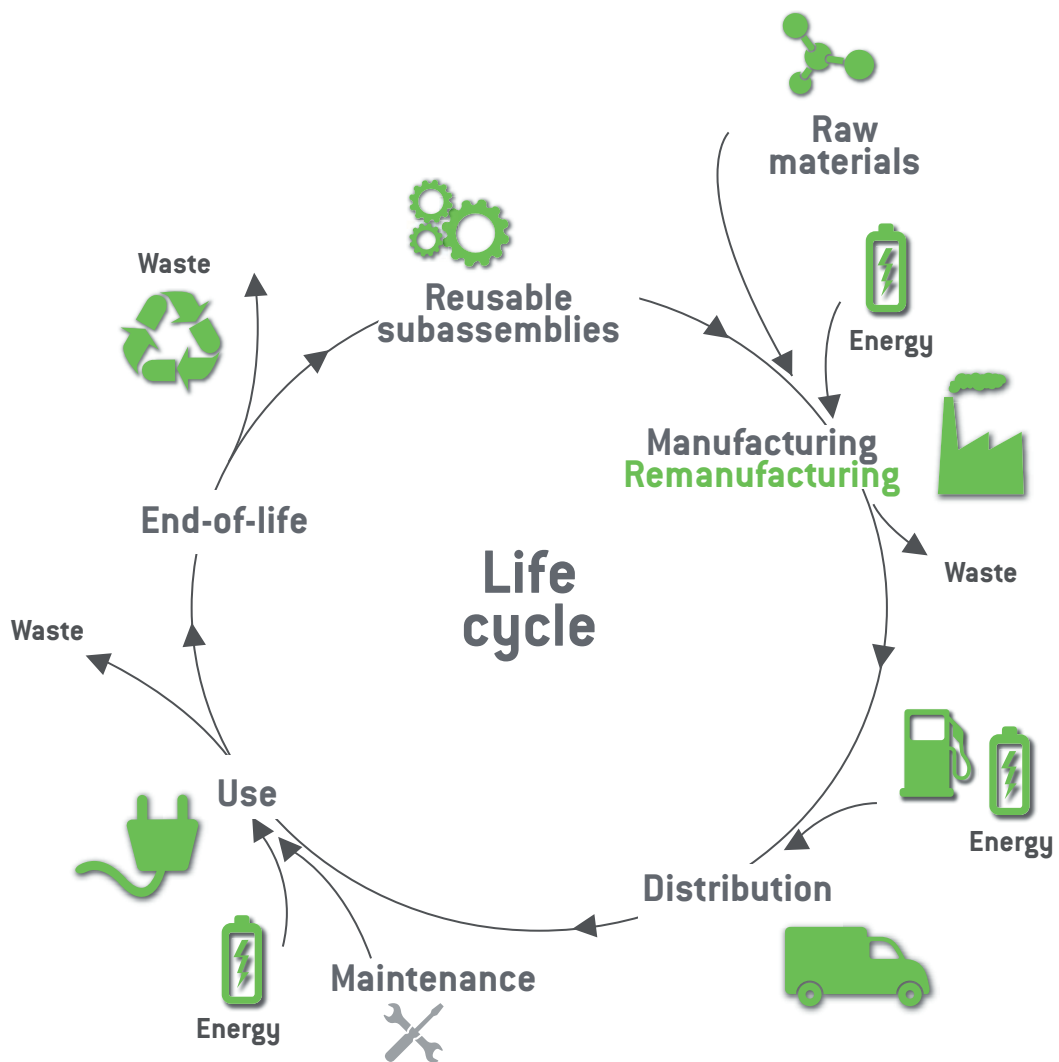 Raw
materials
Waste
Reusable
subassemblies
Energy
Manufacturing
Remanufacturing
End-of-life
Life
cycle
Waste
Waste
Use
Energy
Distribution
Maintenance
Energy